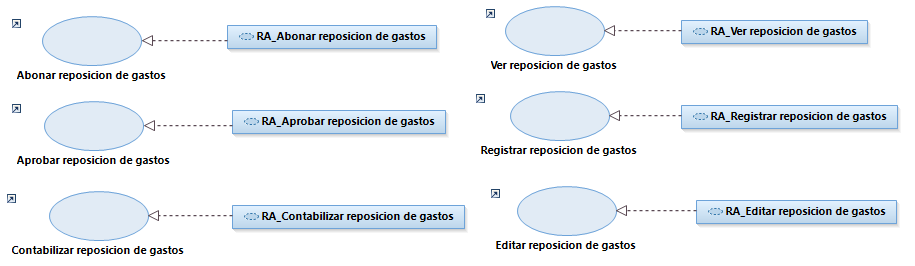 RA_Abonar reposicion de gastos
Abonar reposicion de gastos
RA_Aprobar reposicion de gastos
Aprobar reposicion de gastos
RA_Contabilizar reposicion de gastos
Contabilizar reposicion de gastos
RA_Ver reposicion de gastos
Ver reposicion de gastos
RA_Registrar reposicion de gastos
Registrar reposicion de gastos
RA_Editar reposicion de gastos
Editar reposicion de gastos